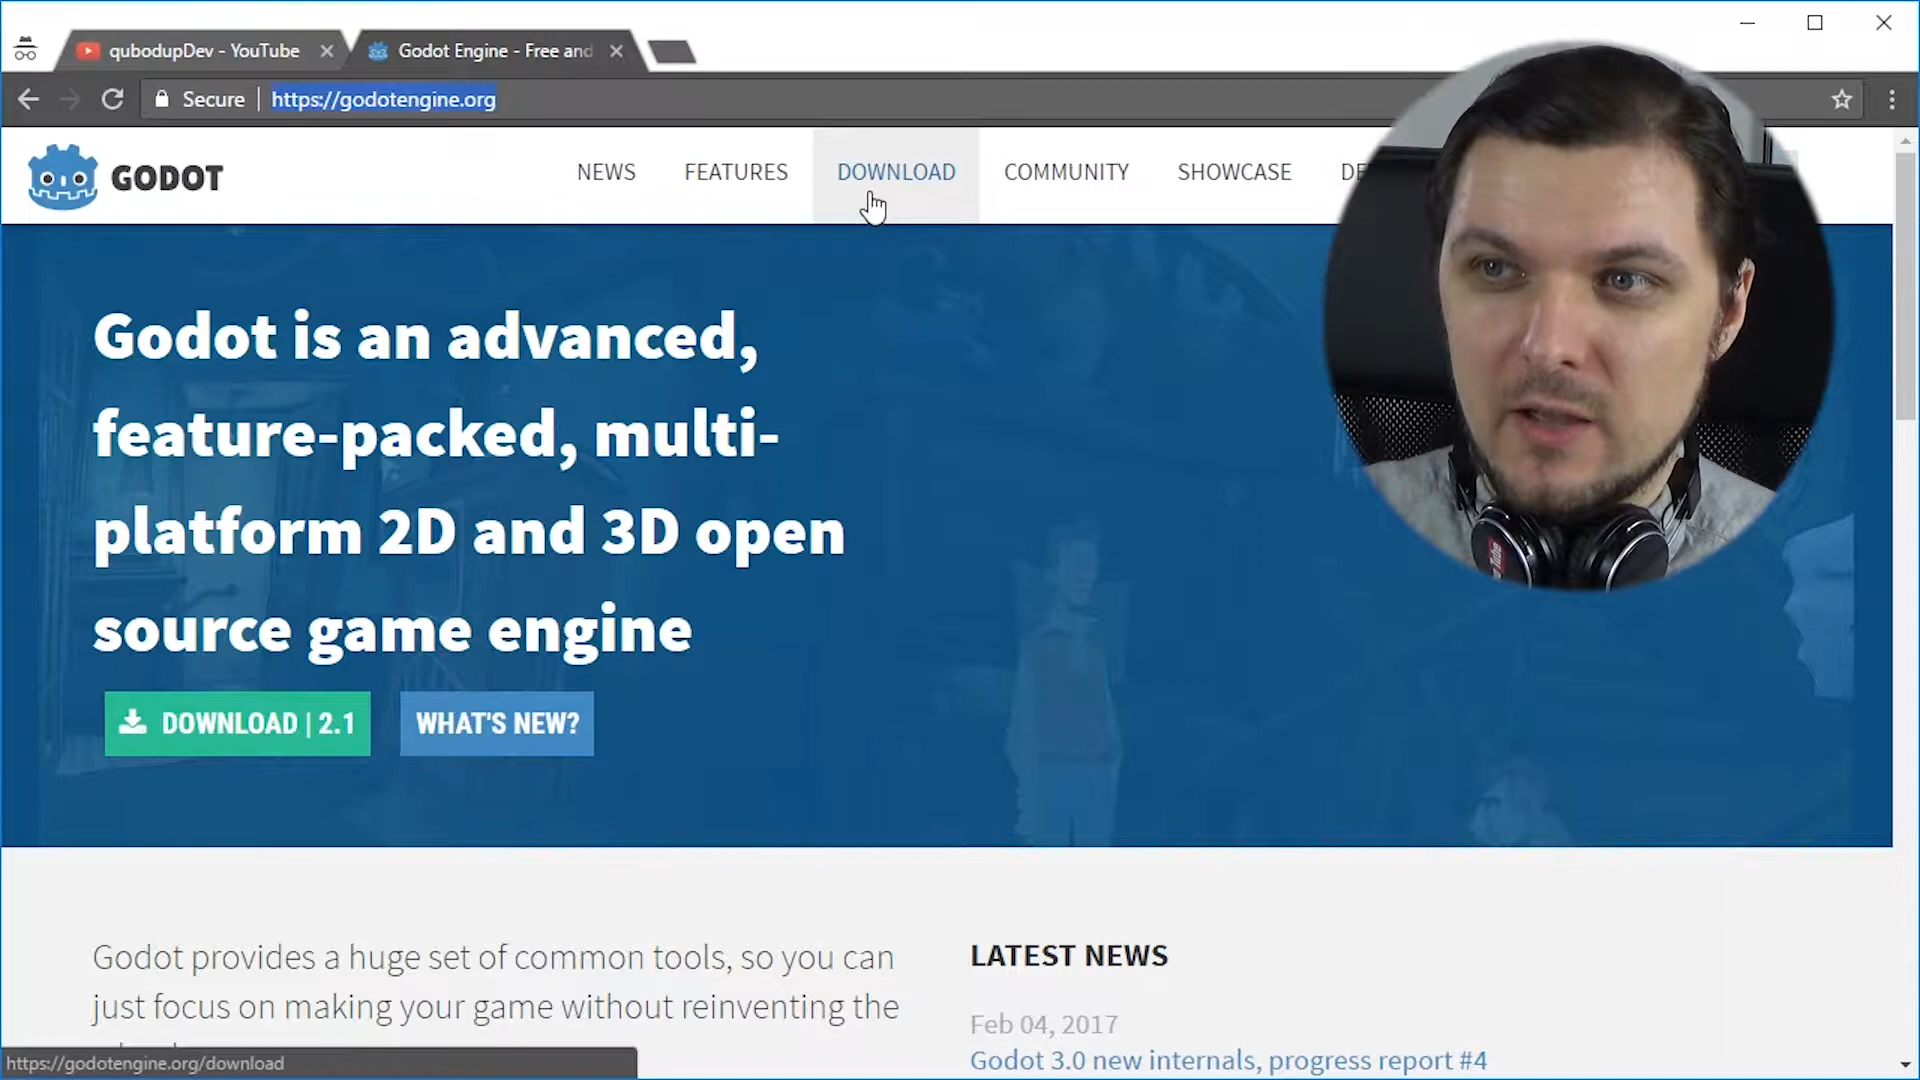 qubodupDev - YouTube
Godot Engine - Free and
Secure
https://godotengine.org
GODOT
NEWS
FEATURES
DOWNLOAD
COMMUNITY
SHOWCASE
Godot is an advanced,
feature-packed, multi-
platform 2D and 3D open
source game engine
DOWNLOAD | 2.1
WHAT'S NEW?
Godot provides a huge set of common tools, so you can
just focus on making your game without reinventing the
LATEST NEWS
Feb 04, 2017
Godot 3.0 new internals, progress report #4
https://godotengine.org/download